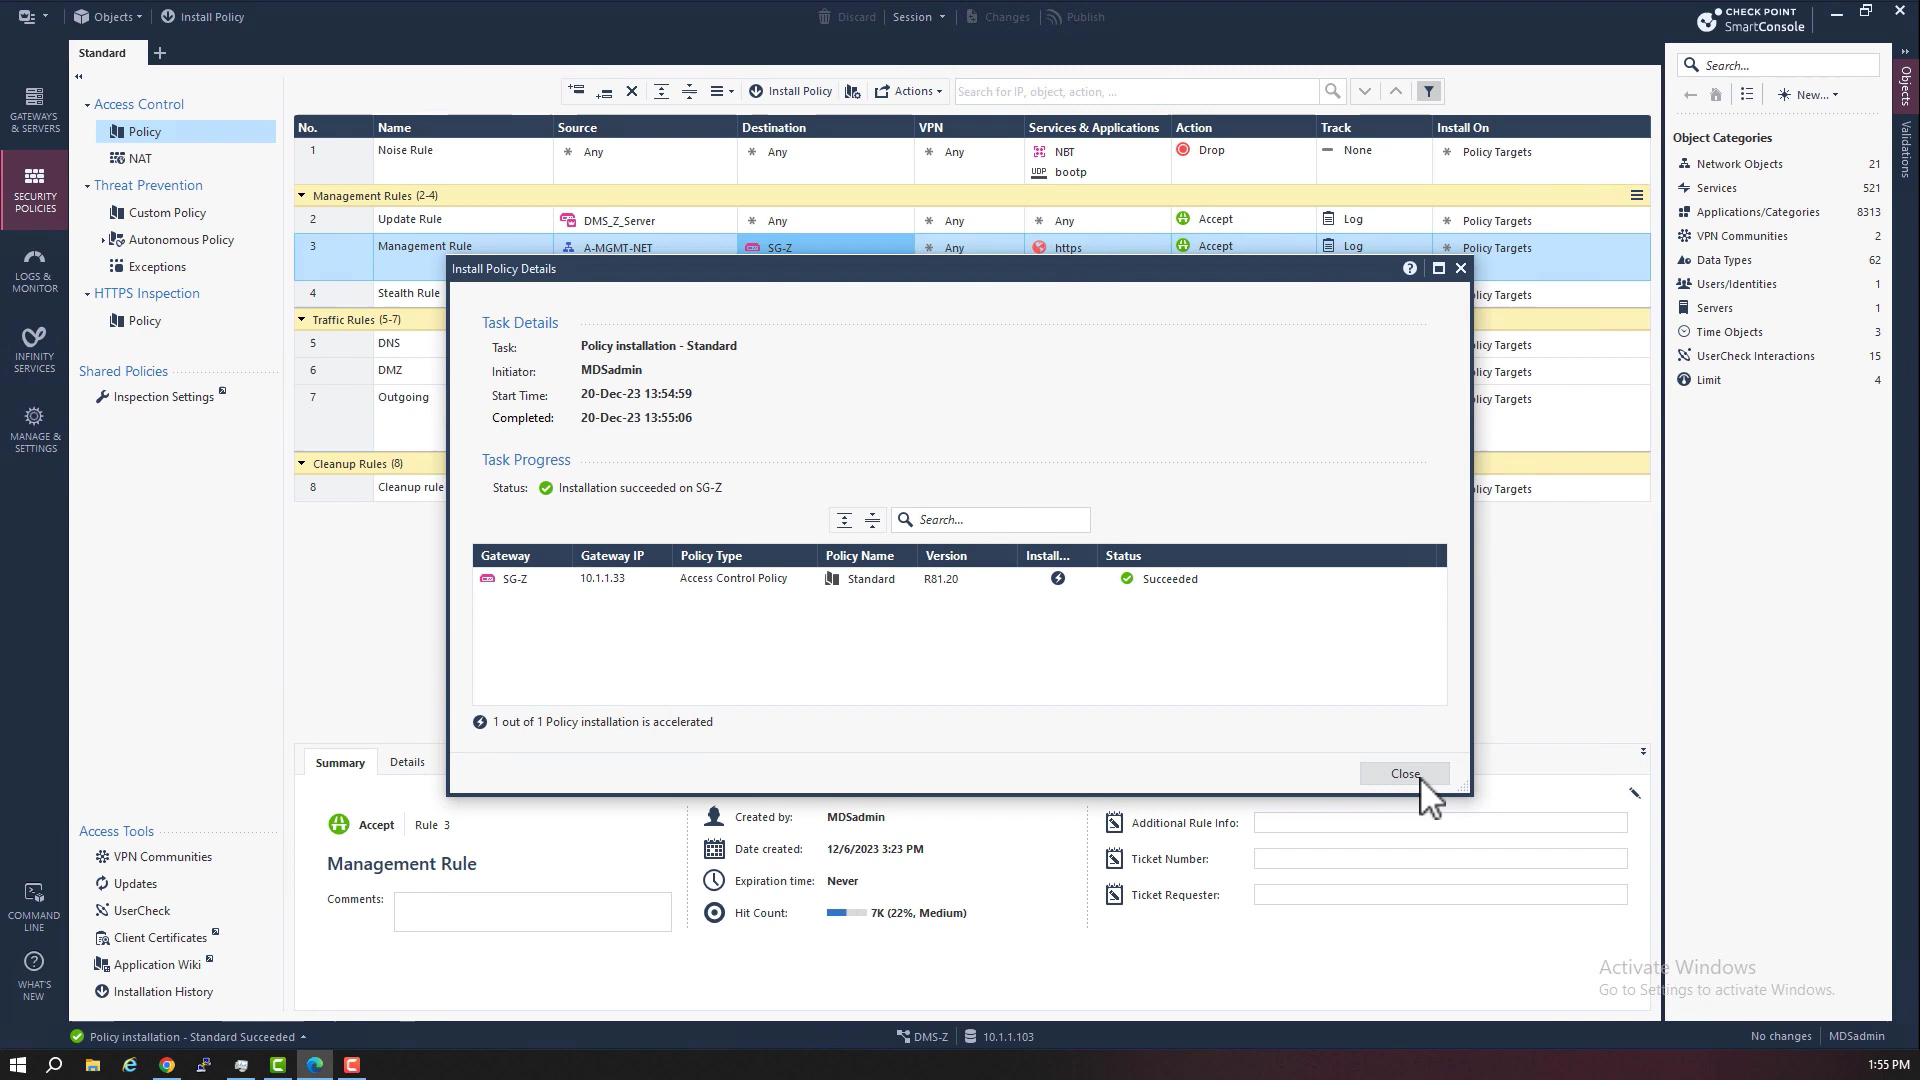 Objects
Install Policy
Discard
Session
Changes
Publish
CHECK POINT
SmartConsole
Standard
GATEWAYS
& SERVERS
SECURITY
POLICIES
LOGS &
MONITOR
INFINITY
SERVICES
MANAGE &
SETTINGS
COMMAND
LINE
WHAT'S
NEW
Access Control
Policy
NAT
Threat Prevention
Custom Policy
Autonomous Policy
Exceptions
HTTPS Inspection
Policy
Shared Policies
Inspection Settings
Access Tools
VPN Communities
Updates
UserCheck
Client Certificates
Application Wiki
Installation History
Install Policy
Actions
Search for IP, object, action, ...
No. Name Source Destination VPN Services & Applications Action Track Install On
1 Noise Rule * Any * Any * Any NBT Drop None * Policy Targets
UDP bootp
Management Rules (2-4)
2 Update Rule DMS_Z_Server * Any * Any * Any Accept Log * Policy Targets
3 Management Rule A-MGMT-NET SG-Z * Any https Accept Log * Policy Targets
4 Stealth Rule olicy Targets
Traffic Rules (5-7)
5 DNS olicy Targets
6 DMZ olicy Targets
7 Outgoing olicy Targets
Cleanup Rules (8)
8 Cleanup rule olicy Targets
Install Policy Details
Task Details
Task: Policy installation - Standard
Initiator: MDSadmin
Start Time: 20-Dec-23 13:54:59
Completed: 20-Dec-23 13:55:06
Task Progress
Status: Installation succeeded on SG-Z
Search...
Gateway Gateway IP Policy Type Policy Name Version Install... Status
SG-Z 10.1.1.33 Access Control Policy Standard R81.20 Succeeded
1 out of 1 Policy installation is accelerated
Close
Summary
Details
Accept Rule 3
Management Rule
Comments:
Created by: MDSadmin
Date created: 12/6/2023 3:23 PM
Expiration time: Never
Hit Count: 7K (22%, Medium)
Additional Rule Info:
Ticket Number:
Ticket Requester:
Search...
New...
Object Categories
Network Objects 21
Services 521
Applications/Categories 8313
VPN Communities 2
Data Types 62
Users/Identities 1
Servers 1
Time Objects 3
UserCheck Interactions 15
Limit 4
Objects
Validations
Activate Windows
Go to Settings to activate Windows.
Policy installation - Standard Succeeded
DMS-Z
10.1.1.103
No changes
MDSadmin
1:55 PM